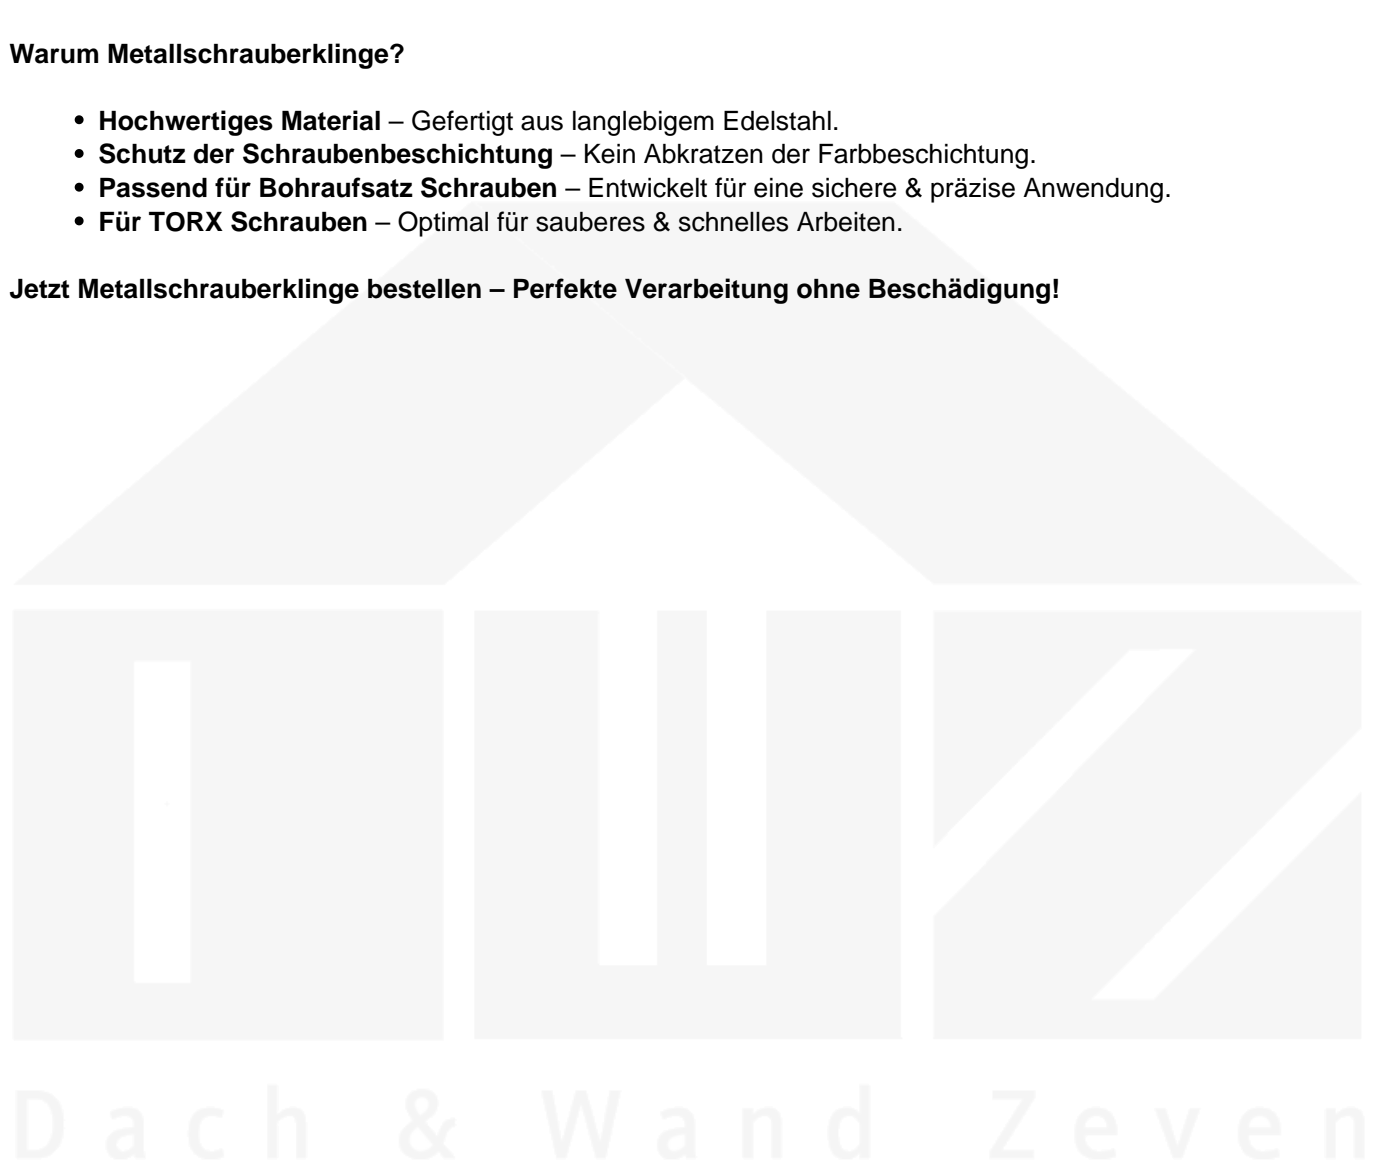 Warum Metallschrauberklinge?
• Hochwertiges Material – Gefertigt aus langlebigem Edelstahl.
• Schutz der Schraubenbeschichtung – Kein Abkratzen der Farbbeschichtung.
• Passend für Bohraufsatz Schrauben – Entwickelt für eine sichere & präzise Anwendung.
• Für TORX Schrauben – Optimal für sauberes & schnelles Arbeiten.
Jetzt Metallschrauberklinge bestellen – Perfekte Verarbeitung ohne Beschädigung!
Dach & Wand Zeven